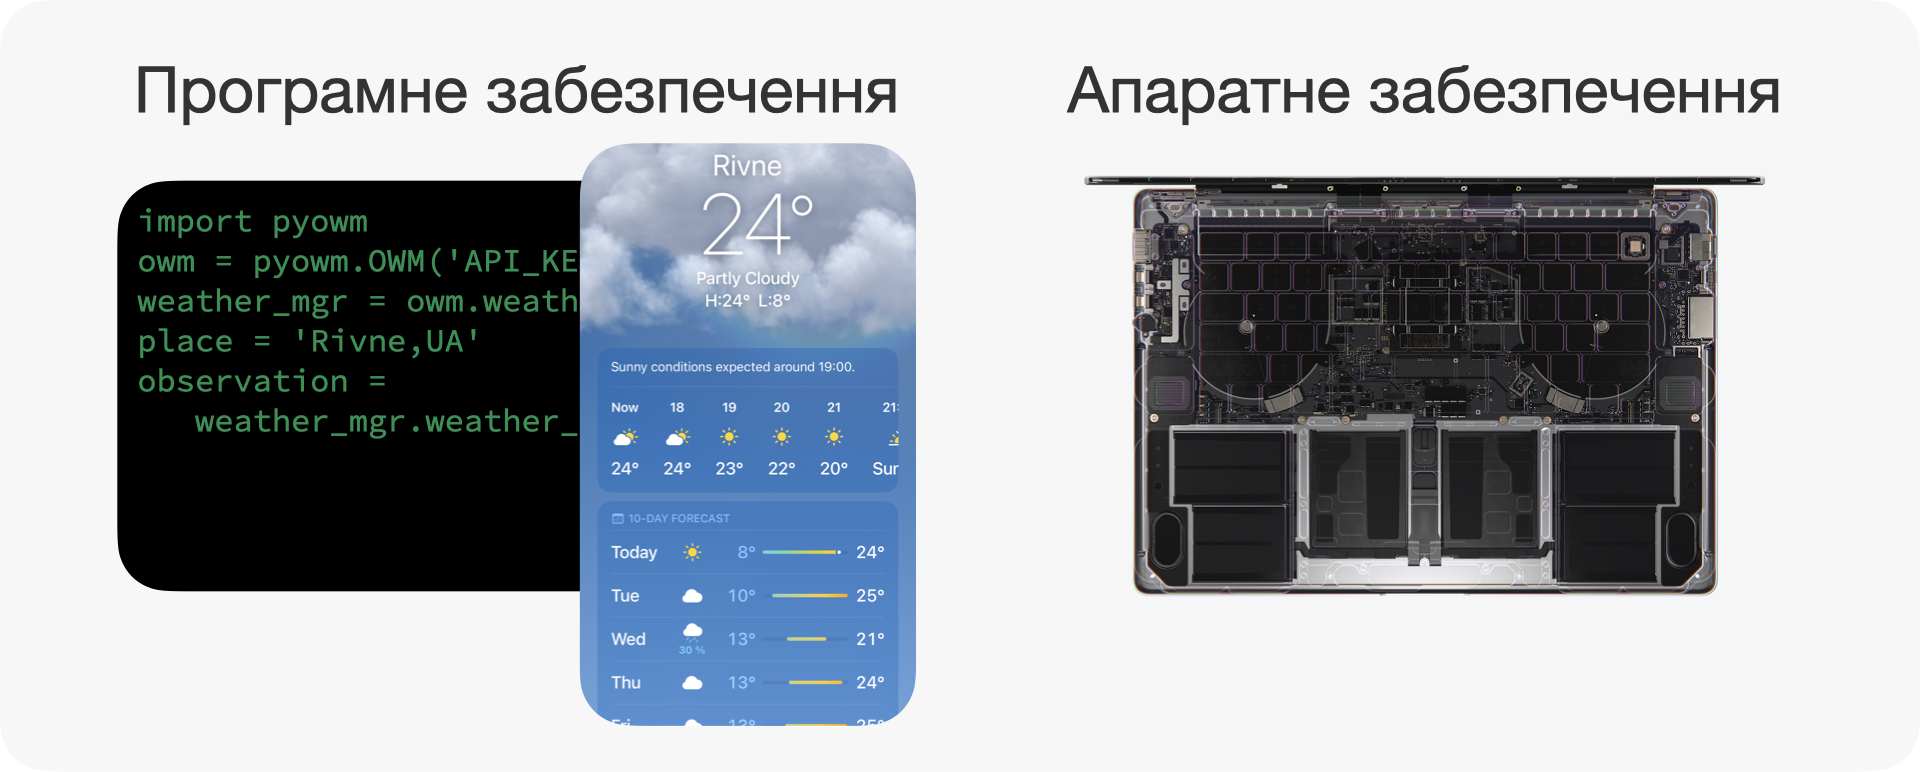 Програмне забезпечення
Апаратне забезпечення
import pyowm
owm = pyowm.OWM('API_KE
weather_mgr = owm.weath
place = 'Rivne,UA'
observation =
weather_mgr.weather_
Rivne
24°
Partly Cloudy
H:24° L:8°
Sunny conditions expected around 19:00.
Now 18 19 20 21 21:
24° 24° 23° 22° 20° Sur
10-DAY FORECAST
Today 8° 24°
Tue 10° 25°
Wed 13° 21°
30 %
Thu 13° 24°
Fri 13° 25°